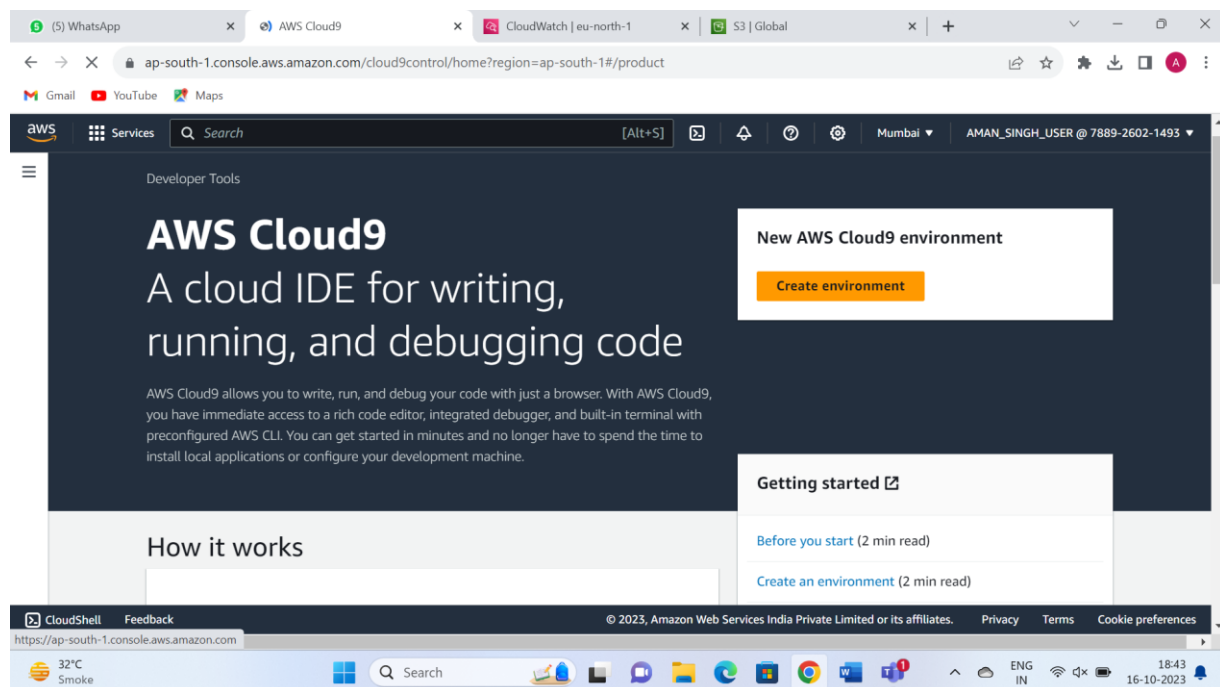 (5) WhatsApp
AWS Cloud9
CloudWatch | eu-north-1
S3 | Global
ap-south-1.console.aws.amazon.com/cloud9control/home?region=ap-south-1#/product
A
Gmail
YouTube
Maps
aws
Services
Search
[Alt+S]
Mumbai
AMAN_SINGH_USER @ 7889-2602-1493
Developer Tools
AWS Cloud9
A cloud IDE for writing,
running, and debugging code
AWS Cloud9 allows you to write, run, and debug your code with just a browser. With AWS Cloud9,
you have immediate access to a rich code editor, integrated debugger, and built-in terminal with
preconfigured AWS CLI. You can get started in minutes and no longer have to spend the time to
install local applications or configure your development machine.
New AWS Cloud9 environment
Create environment
Getting started
Before you start (2 min read)
Create an environment (2 min read)
How it works
CloudShell
Feedback
© 2023, Amazon Web Services India Private Limited or its affiliates.
Privacy
Terms
Cookie preferences
https://ap-south-1.console.aws.amazon.com
32°C
Smoke
Search
ENG
IN
18:43
16-10-2023